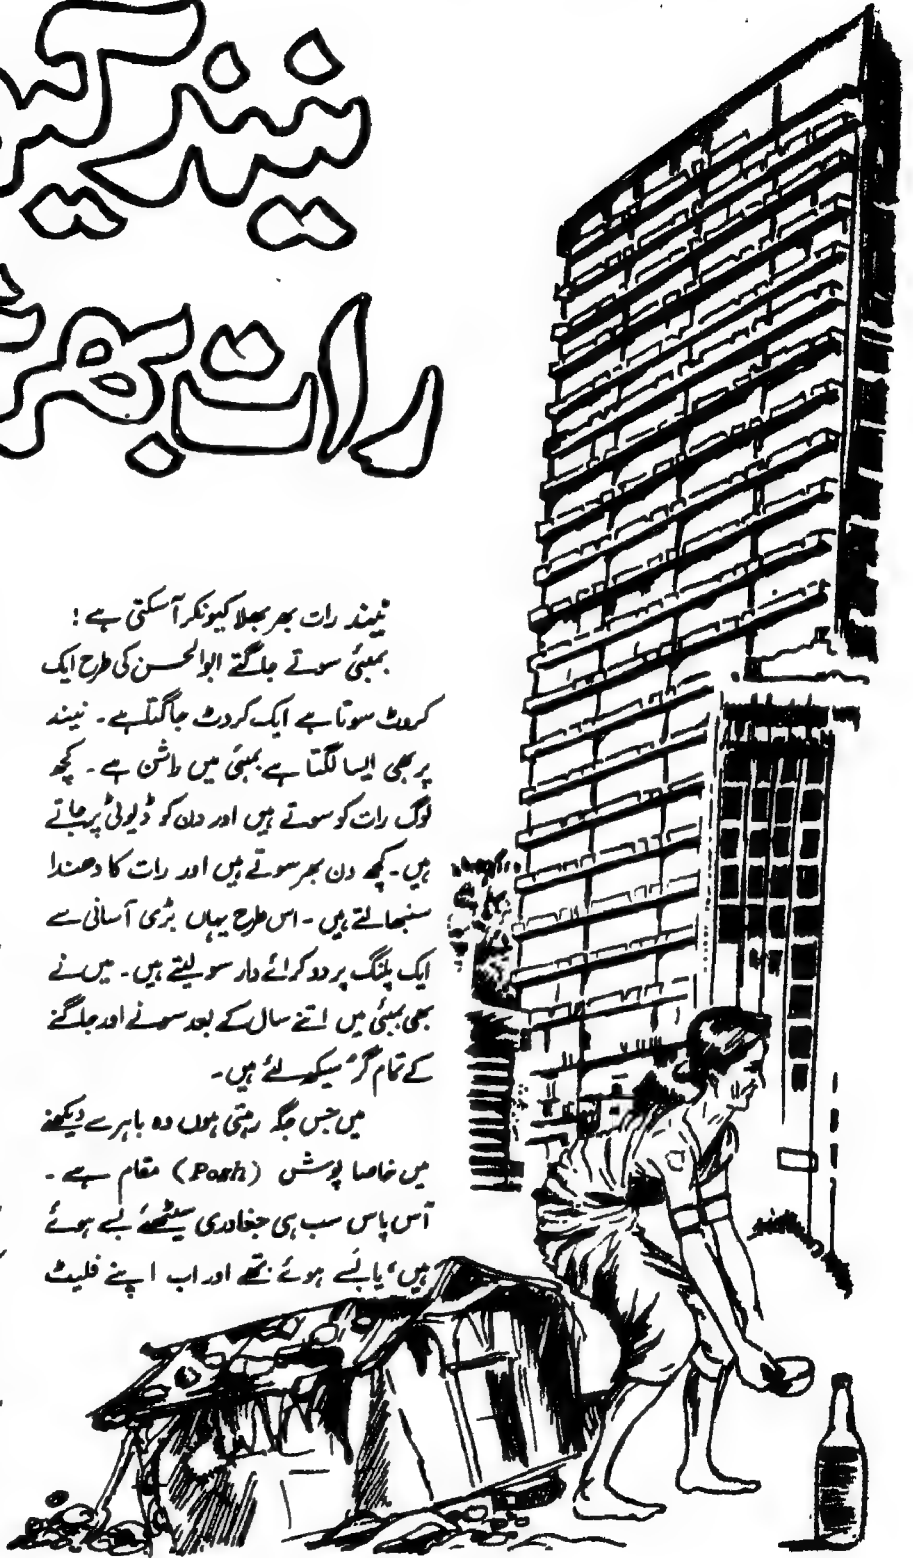 نیند کیو
رات بھر
نیند رات بھر بھلا کیونکر آسکتی ہے!
بمبئی سوتے جاگتے ابوالحسن کی طرح ایک
کروٹ سوتا ہے ایک کروٹ جاگتا ہے۔ نیند
پر بھی ایسا لگتا ہے بمبئی میں راشن ہے۔ کچھ
لوگ رات کو سوتے ہیں اور دن کو ڈیوٹی پر جاتے
ہیں۔ کچھ دن بھر سوتے ہیں اور رات کا دھندا
سنبھالتے ہیں۔ اس طرح یہاں بڑی آسانی سے
ایک پلنگ پر دو کرائے دار سو لیتے ہیں۔ میں نے
بھی بمبئی میں اتنے سال کے بعد سونے اور جاگنے
کے تمام گُر سیکھ لئے ہیں۔
میں جس جگہ رہتی ہوں وہ باہر سے دیکھنے
میں خاصا پوشش (Posh) مقام ہے۔
آس پاس سب ہی جغادری سیٹھ بسے ہوئے
ہیں، یا بسے ہوئے تھے اور اب اپنے فلیٹ